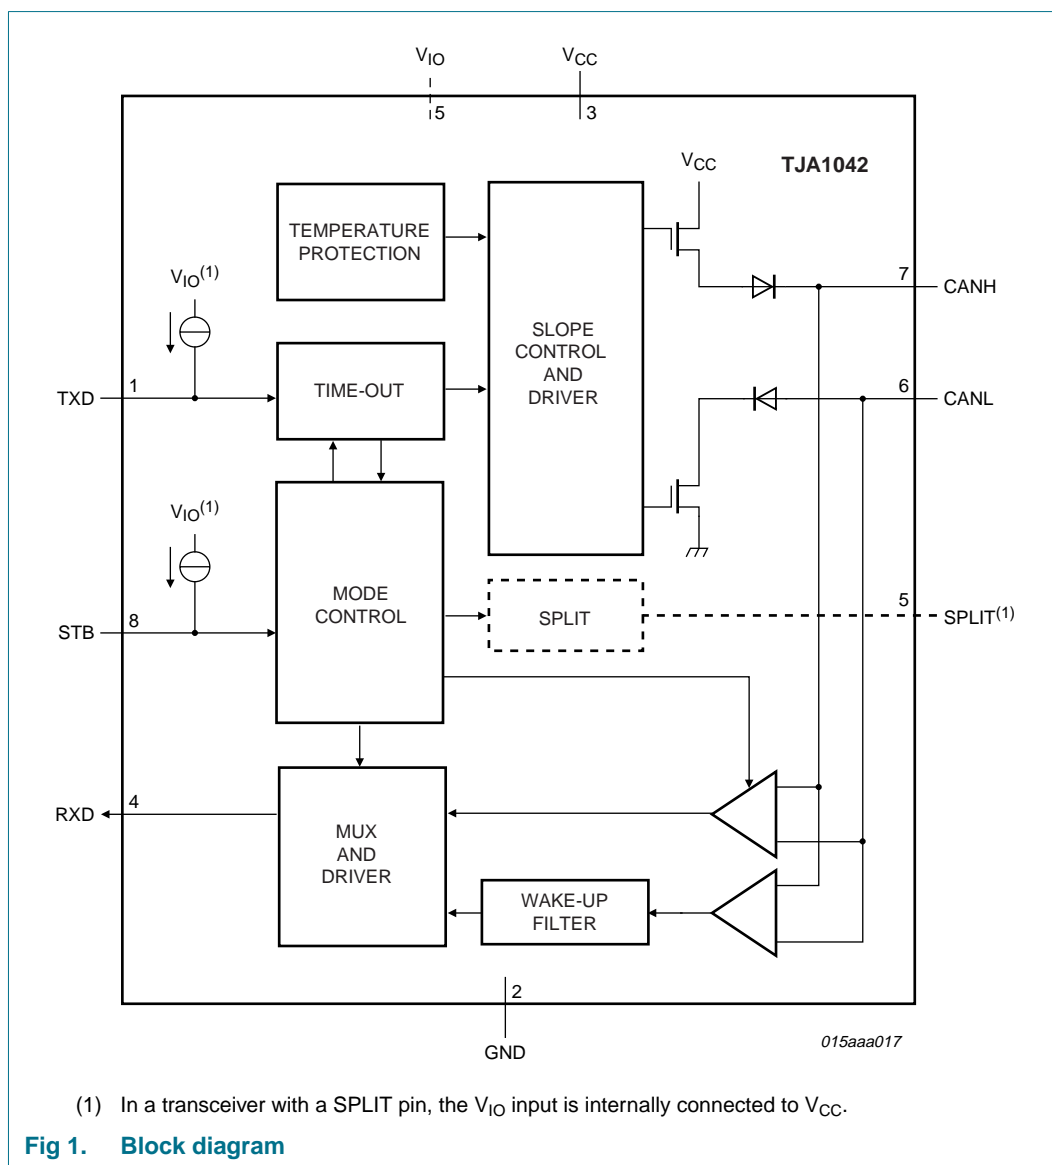 VIO
VCC
5
3
VCC
TJA1042
TEMPERATURE
PROTECTION
VIO(1)
7
CANH
SLOPE
CONTROL
AND
DRIVER
TXD
1
TIME-OUT
6
CANL
VIO(1)
MODE
CONTROL
STB
8
SPLIT
5
SPLIT(1)
RXD
4
MUX
AND
DRIVER
WAKE-UP
FILTER
2
GND
015aaa017
(1) In a transceiver with a SPLIT pin, the VIO input is internally connected to VCC.
Fig 1. Block diagram